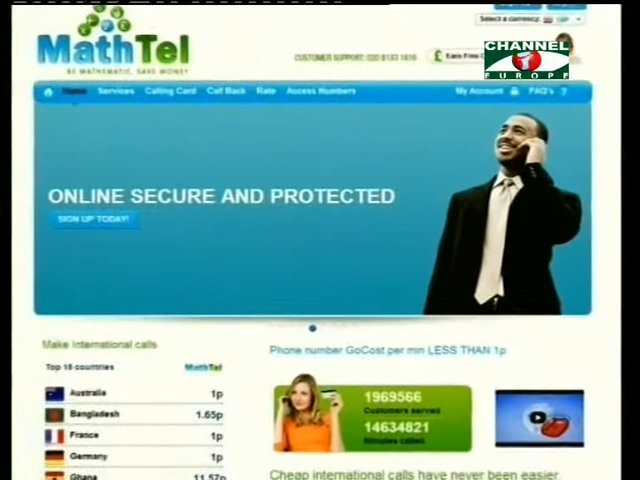 Select a currency: GBP
MathTel
BE MATHEMATIC, SAVE MONEY
CUSTOMER SUPPORT: 020 8133 1616
Earn Free
CHANNEL i
EUROPE
Home Services Calling Card Call Back Rate Access Numbers My Account FAQ's ?
ONLINE SECURE AND PROTECTED
SIGN UP TODAY!
Make International calls
Phone number GoCost per min LESS THAN 1p
Top 18 countries MathTel
Australia 1p
Bangladesh 1.65p
France 1p
Germany 1p
Ghana 11.57p
1969566
Customers served
14634821
Minutes called
Cheap international calls have never been easier.